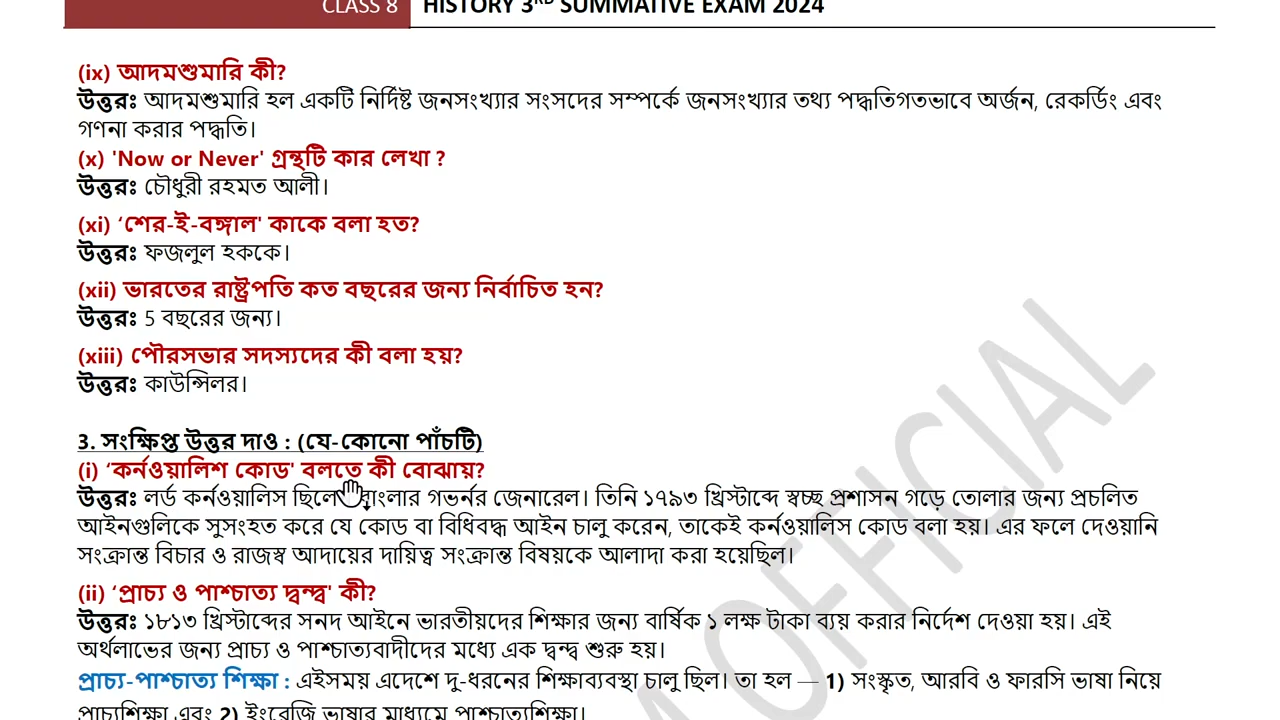 CLASS 8 HISTORY 3RD SUMMATIVE EXAM 2024
(ix) আদমশুমারি কী?
উত্তরঃ আদমশুমারি হল একটি নির্দিষ্ট জনসংখ্যার সংসদের সম্পর্কে জনসংখ্যার তথ্য পদ্ধতিগতভাবে অর্জন, রেকর্ডিং এবং
গণনা করার পদ্ধতি।
(x) 'Now or Never' গ্রন্থটি কার লেখা ?
উত্তরঃ চৌধুরী রহমত আলী।
(xi) ‘শের-ই-বঙ্গাল' কাকে বলা হত?
উত্তরঃ ফজলুল হককে।
(xii) ভারতের রাষ্ট্রপতি কত বছরের জন্য নির্বাচিত হন?
উত্তরঃ 5 বছরের জন্য।
(xiii) পৌরসভার সদস্যদের কী বলা হয়?
উত্তরঃ কাউন্সিলর।
3. সংক্ষিপ্ত উত্তর দাও : (যে-কোনো পাঁচটি)
(i) ‘কর্নওয়ালিশ কোড' বলতে কী বোঝায়?
উত্তরঃ লর্ড কর্নওয়ালিস ছিলেন বাংলার গভর্নর জেনারেল। তিনি ১৭৯৩ খ্রিস্টাব্দে স্বচ্ছ প্রশাসন গড়ে তোলার জন্য প্রচলিত
আইনগুলিকে সুসংহত করে যে কোড বা বিধিবদ্ধ আইন চালু করেন, তাকেই কর্নওয়ালিস কোড বলা হয়। এর ফলে দেওয়ানি
সংক্রান্ত বিচার ও রাজস্ব আদায়ের দায়িত্ব সংক্রান্ত বিষয়কে আলাদা করা হয়েছিল।
(ii) ‘প্রাচ্য ও পাশ্চাত্য দ্বন্দ্ব' কী?
উত্তরঃ ১৮১৩ খ্রিস্টাব্দের সনদ আইনে ভারতীয়দের শিক্ষার জন্য বার্ষিক ১ লক্ষ টাকা ব্যয় করার নির্দেশ দেওয়া হয়। এই
অর্থলাভের জন্য প্রাচ্য ও পাশ্চাত্যবাদীদের মধ্যে এক দ্বন্দ্ব শুরু হয়।
প্রাচ্য-পাশ্চাত্য শিক্ষা : এইসময় এদেশে দু-ধরনের শিক্ষাব্যবস্থা চালু ছিল। তা হল — 1) সংস্কৃত, আরবি ও ফারসি ভাষা নিয়ে
প্রাচ্যশিক্ষা এবং 2) ইংরেজি ভাষার মাধ্যমে পাশ্চাত্যশিক্ষা।
OFFICIAL